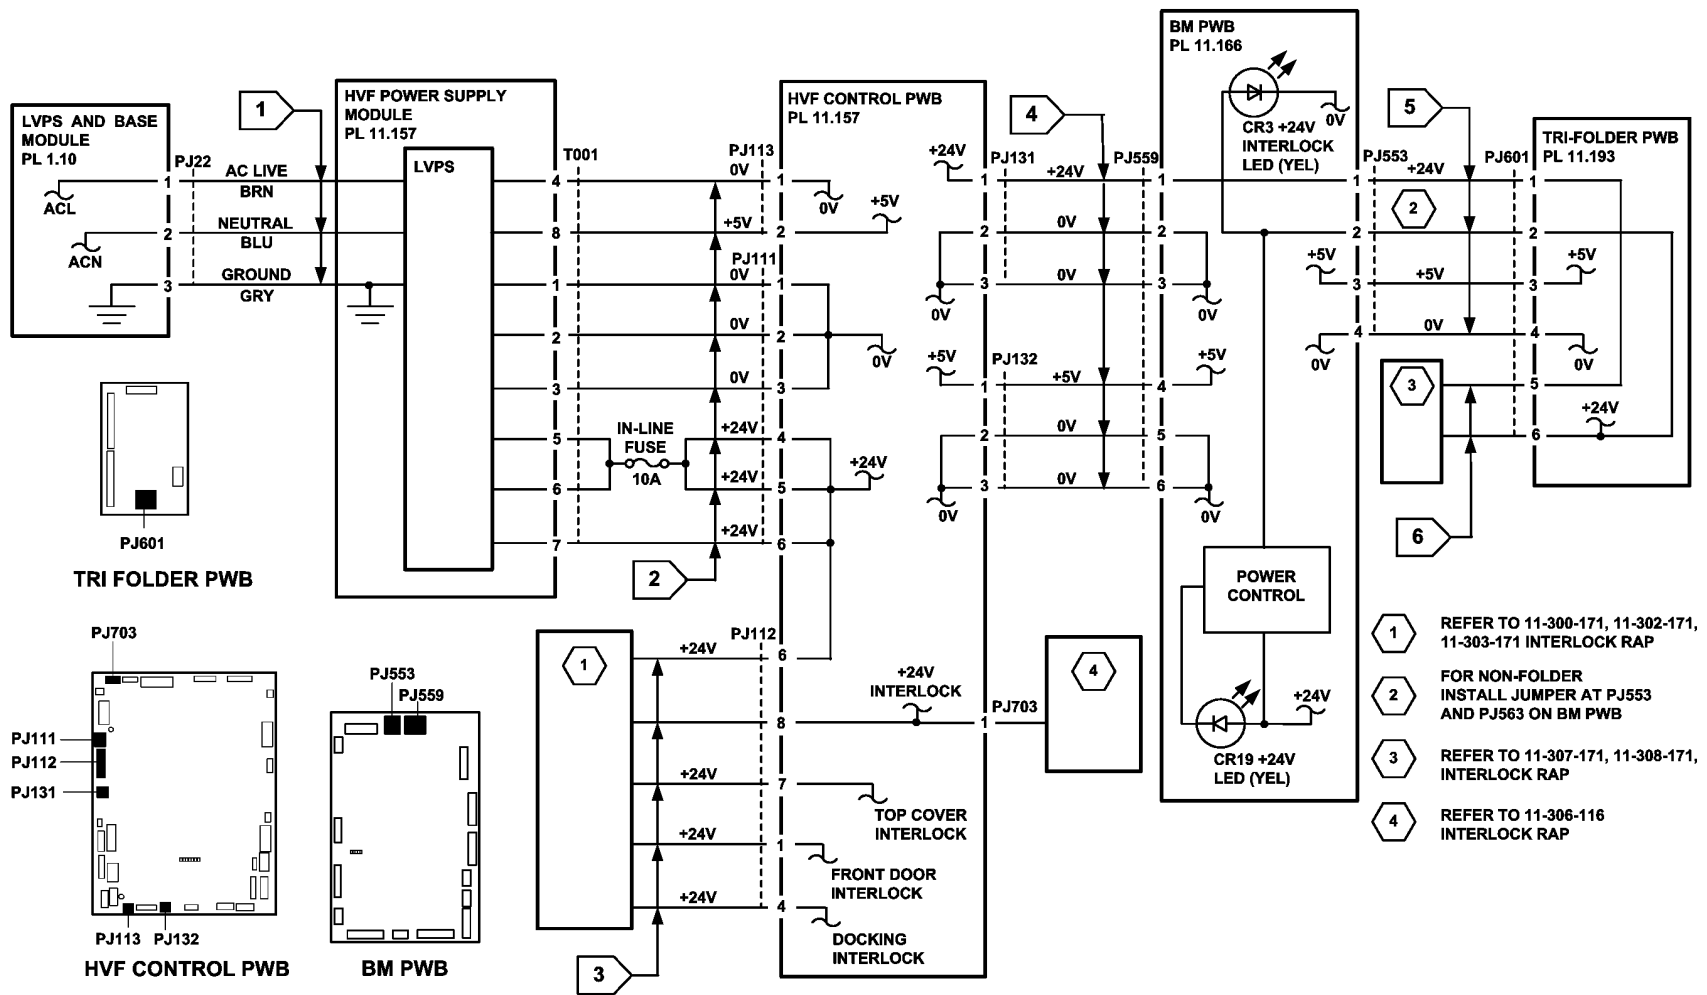 BM PWB
PL 11.166
CR3 +24V
INTERLOCK
LED (YEL)
0V
POWER
CONTROL
+24V
CR19 +24V
LED (YEL)
LVPS AND BASE
MODULE
PL 1.10
PJ22
ACL
ACN
1
2
3
AC LIVE
BRN
NEUTRAL
BLU
GROUND
GRY
1
HVF POWER SUPPLY
MODULE
PL 11.157
LVPS
T001
4
8
1
2
3
5
6
7
IN-LINE
FUSE
10A
2
PJ113
0V
1
0V
+5V
2
+5V
PJ111
0V
1
0V
2
0V
0V
3
+24V
4
+24V
5
+24V
+24V
6
HVF CONTROL PWB
PL 11.157
+24V
PJ131
1
2
3
0V
+5V
PJ132
1
2
3
0V
4
+24V
0V
0V
+5V
0V
0V
PJ559
1
2
3
0V
4
+5V
5
6
0V
5
PJ553
1
+24V
2
2
+5V
3
+5V
0V
4
0V
PJ601
1
2
3
+5V
4
0V
5
6
+24V
TRI-FOLDER PWB
PL 11.193
3
6
1
PJ112
+24V
6
8
+24V
INTERLOCK
1
PJ703
4
+24V
7
TOP COVER
INTERLOCK
+24V
1
FRONT DOOR
INTERLOCK
+24V
4
DOCKING
INTERLOCK
3
PJ601
TRI FOLDER PWB
PJ703
PJ111
PJ112
PJ131
PJ113
PJ132
HVF CONTROL PWB
PJ553
PJ559
BM PWB
1
REFER TO 11-300-171, 11-302-171,
11-303-171 INTERLOCK RAP
2
FOR NON-FOLDER
INSTALL JUMPER AT PJ553
AND PJ563 ON BM PWB
3
REFER TO 11-307-171, 11-308-171,
INTERLOCK RAP
4
REFER TO 11-306-116
INTERLOCK RAP